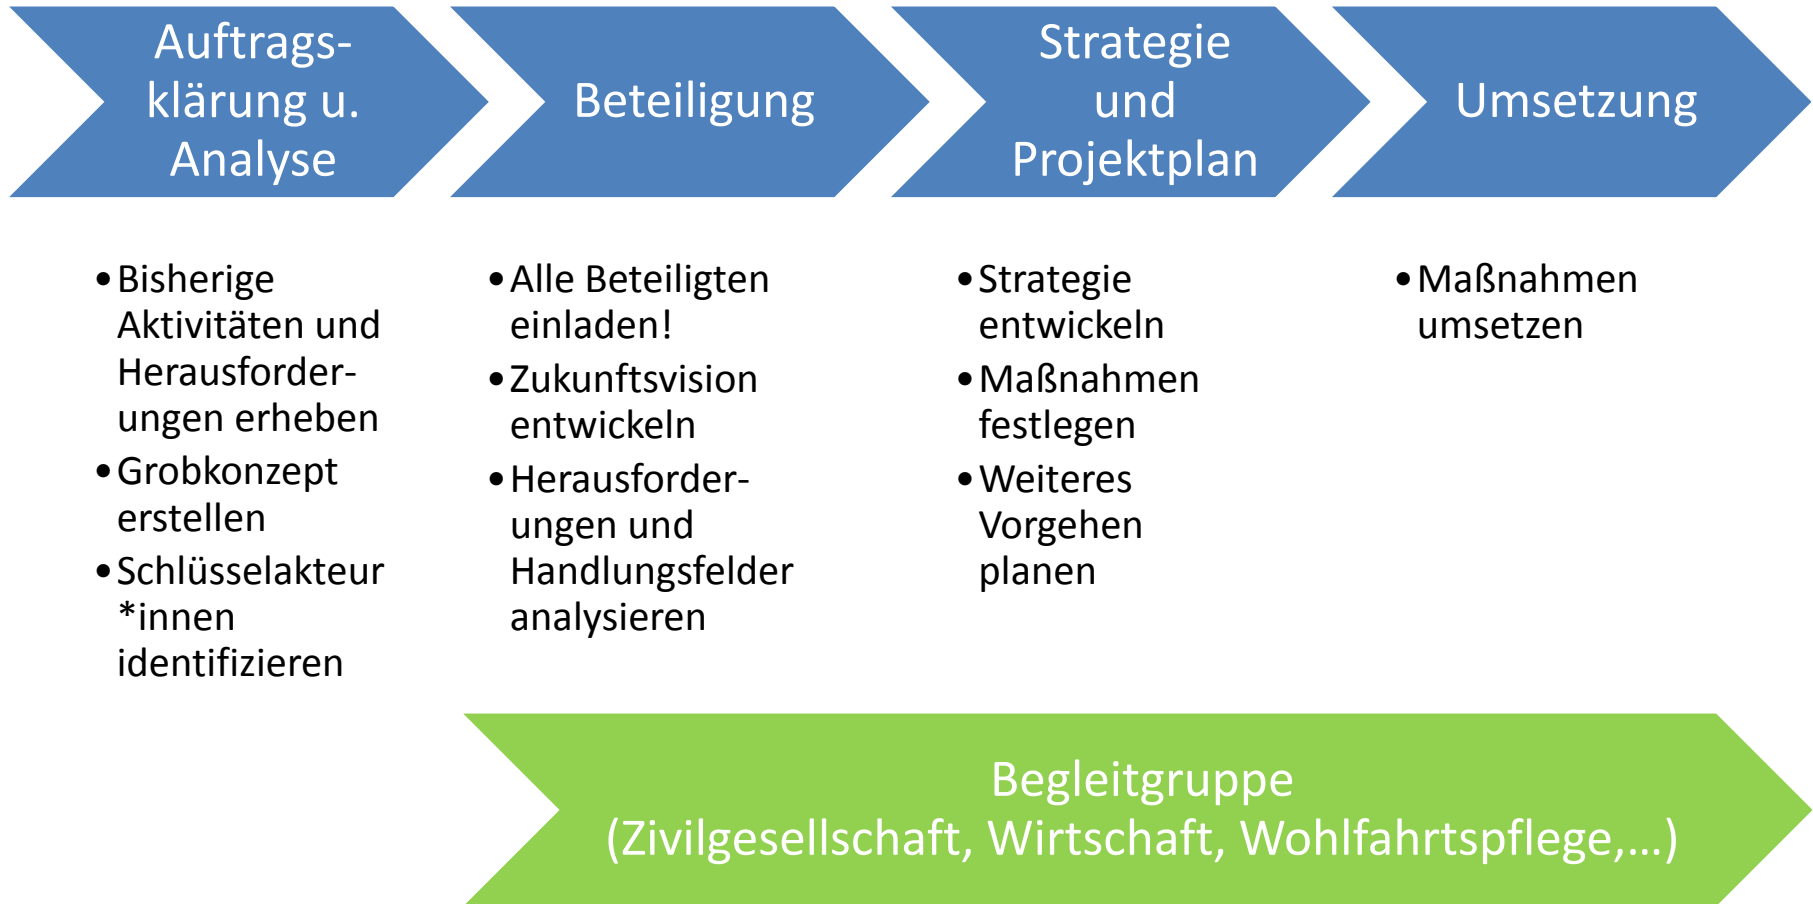 Auftrags-
klärung u.
Analyse
Beteiligung
Strategie
und
Projektplan
Umsetzung
•Bisherige
Aktivitäten und
Herausforder-
ungen erheben
•Grobkonzept
erstellen
•Schlüsselakteur
*innen
identifizieren
•Alle Beteiligten
einladen!
•Zukunftsvision
entwickeln
•Herausforder-
ungen und
Handlungsfelder
analysieren
•Strategie
entwickeln
•Maßnahmen
festlegen
•Weiteres
Vorgehen
planen
•Maßnahmen
umsetzen
Begleitgruppe
(Zivilgesellschaft, Wirtschaft, Wohlfahrtspflege,…)